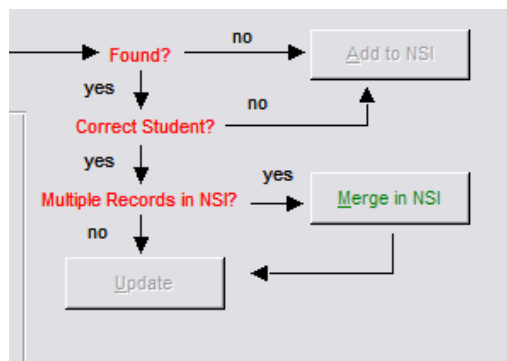 no
Found?
Add to NSI
yes
no
Correct Student?
yes
yes
Multiple Records in NSI?
Merge in NSI
no
Update